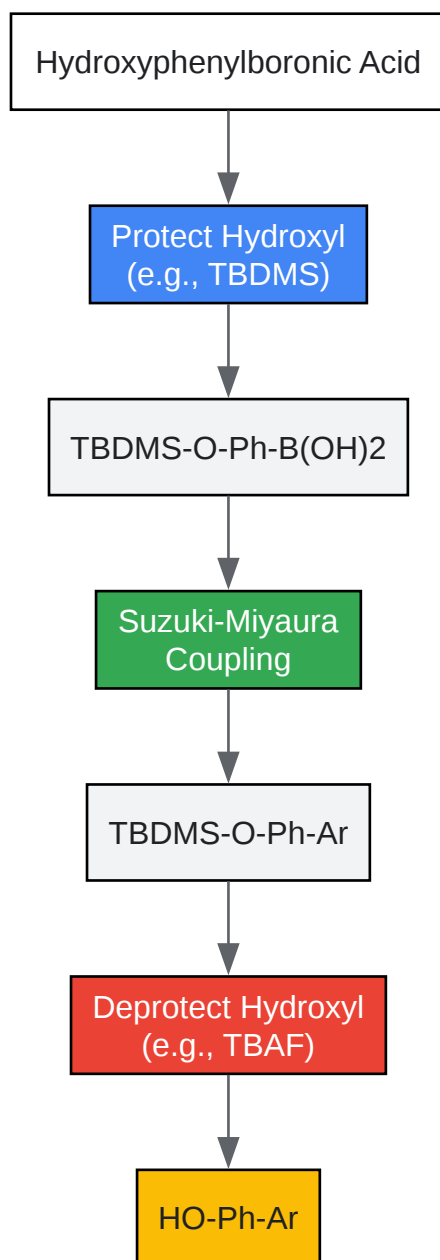 Hydroxyphenylboronic Acid
Protect Hydroxyl
(e.g., TBDMS)
TBDMS-O-Ph-B(OH)2
Suzuki-Miyaura
Coupling
TBDMS-O-Ph-Ar
Deprotect Hydroxyl
(e.g., TBAF)
HO-Ph-Ar